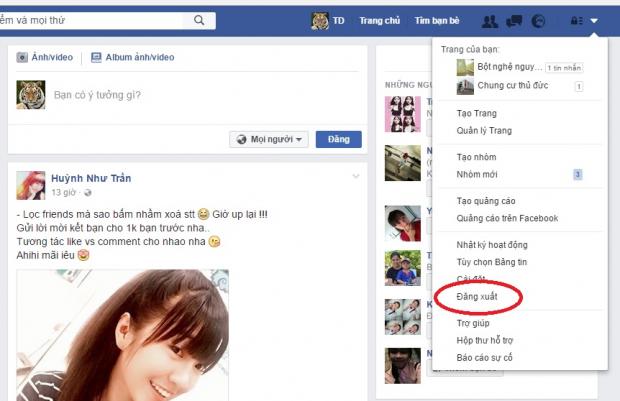 ểm và mọi thứ
TD
Trang chủ
Tìm bạn bè
Ảnh/video
Album ảnh/video
Bạn có ý tưởng gì?
Mọi người
Đăng
Huỳnh Như Trần
13 giờ
- Lọc friends mà sao bấm nhầm xoá stt Giờ up lại !!!
Gửi lời mời kết bạn cho 1k bạn trước nha..
Tương tác like vs comment cho nhao nha
Ahihi mãi iêu
NHỮNG NGƯ
Trang của bạn:
Bột nghệ nguy... 1 tin nhắn
Chung cư thủ đức 1
Tạo Trang
Quản lý Trang
Tạo nhóm
Nhóm mới 3
Tạo quảng cáo
Quảng cáo trên Facebook
Nhật ký hoạt động
Tùy chọn Bảng tin
Cài đặt
Đăng xuất
Trợ giúp
Hộp thư hỗ trợ
Báo cáo sự cố